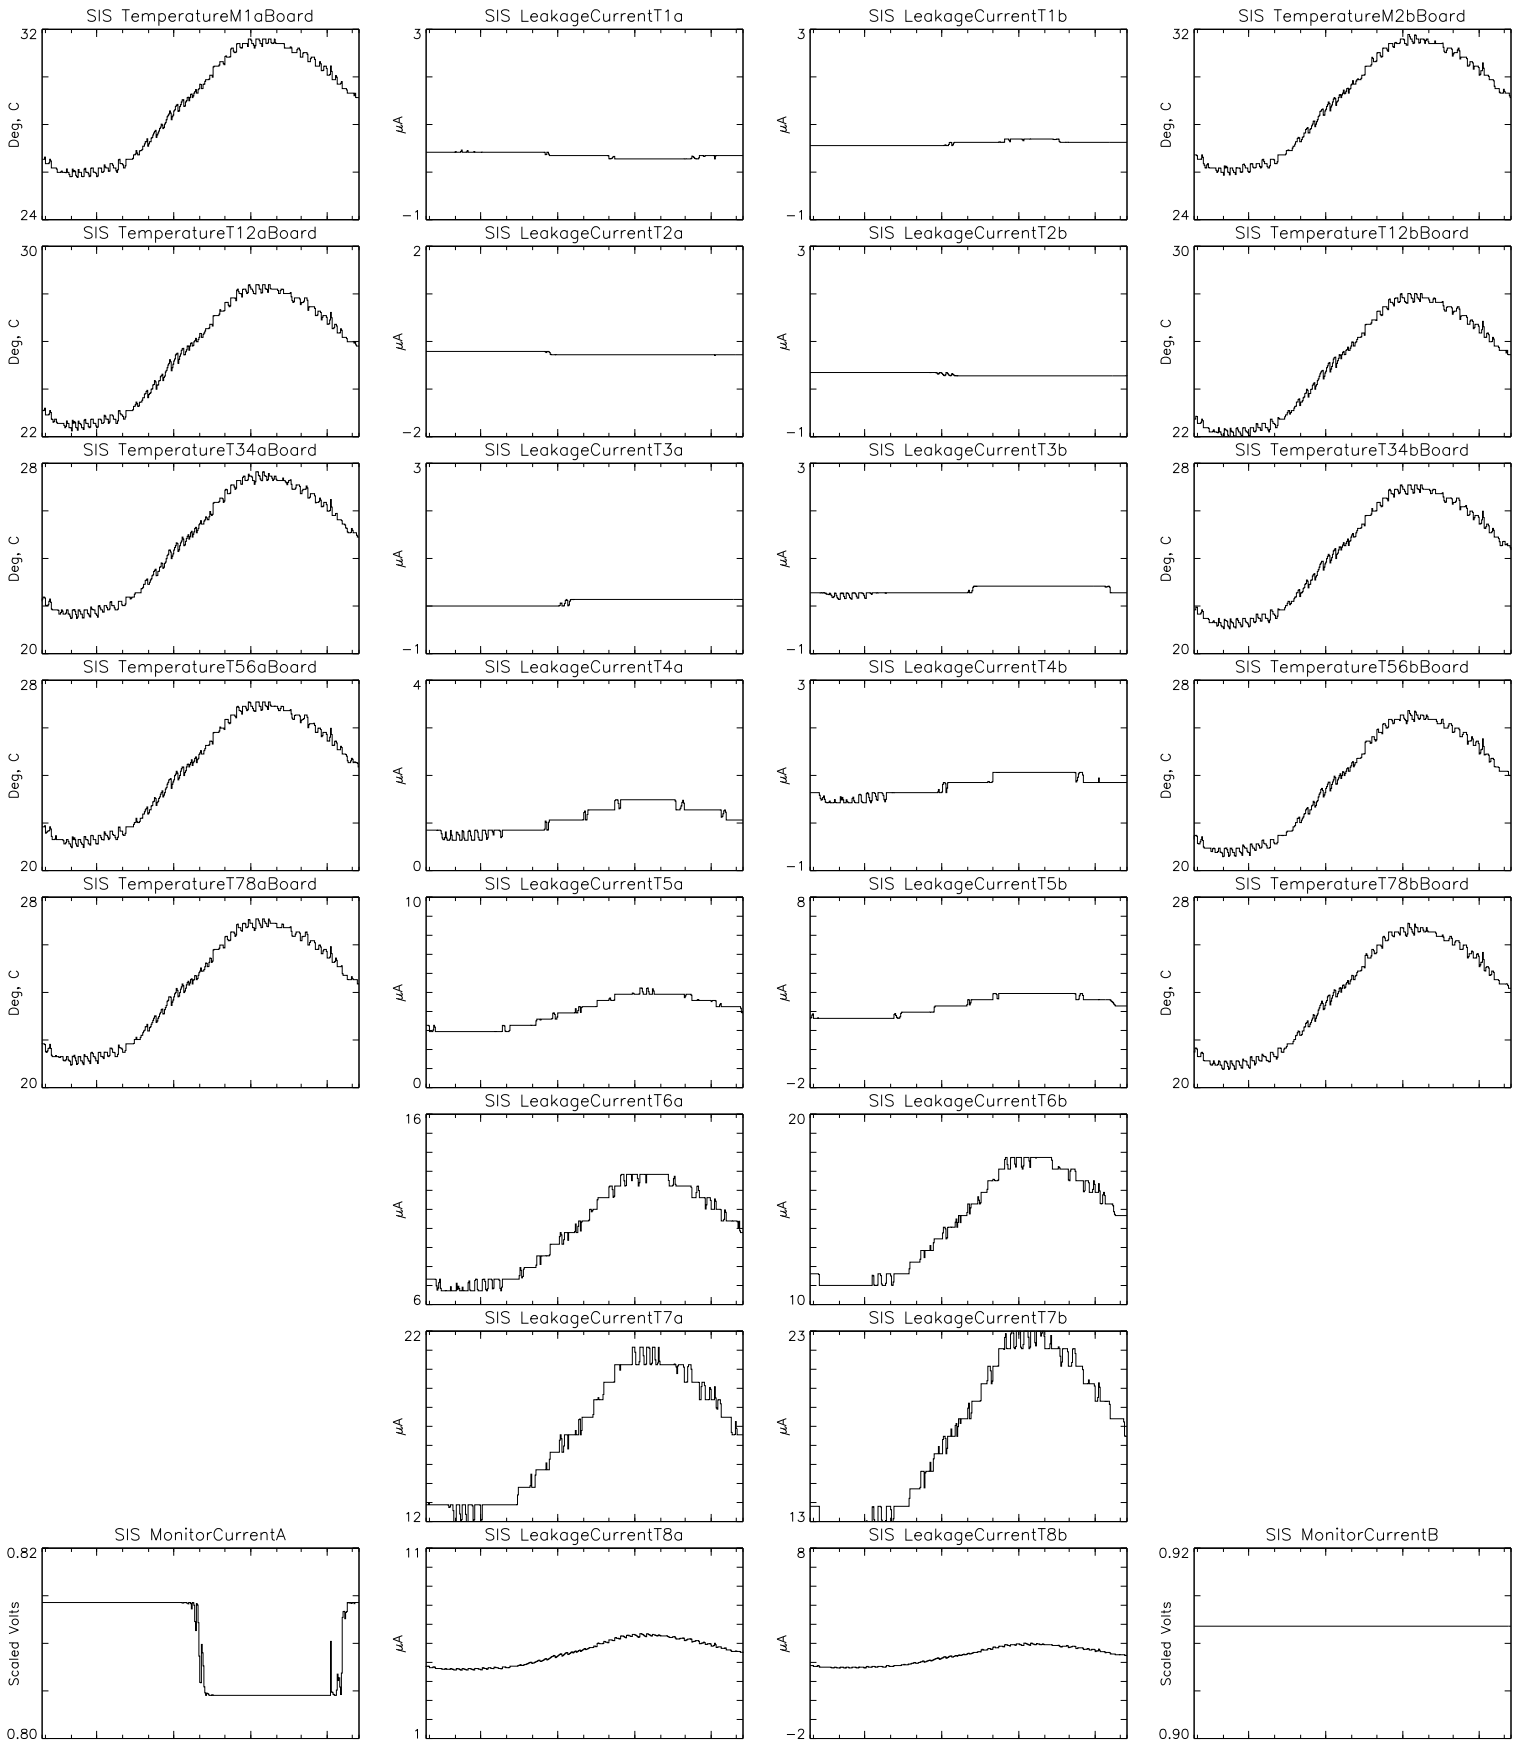 SIS TemperatureM1aBoard
32
Deg, C
24
SIS LeakageCurrentT1a
3
μA
−1
SIS LeakageCurrentT1b
3
μA
−1
SIS TemperatureM2bBoard
32
Deg, C
24
SIS TemperatureT12aBoard
30
Deg, C
22
SIS LeakageCurrentT2a
2
μA
−2
SIS LeakageCurrentT2b
3
μA
−1
SIS TemperatureT12bBoard
30
Deg, C
22
SIS TemperatureT34aBoard
28
Deg, C
20
SIS LeakageCurrentT3a
3
μA
−1
SIS LeakageCurrentT3b
3
μA
−1
SIS TemperatureT34bBoard
28
Deg, C
20
SIS TemperatureT56aBoard
28
Deg, C
20
SIS LeakageCurrentT4a
4
μA
0
SIS LeakageCurrentT4b
3
μA
−1
SIS TemperatureT56bBoard
28
Deg, C
20
SIS TemperatureT78aBoard
28
Deg, C
20
SIS LeakageCurrentT5a
10
μA
0
SIS LeakageCurrentT5b
8
μA
−2
SIS TemperatureT78bBoard
28
Deg, C
20
SIS LeakageCurrentT6a
16
μA
6
SIS LeakageCurrentT6b
20
μA
10
SIS LeakageCurrentT7a
22
μA
12
SIS LeakageCurrentT7b
23
μA
13
SIS MonitorCurrentA
0.82
Scaled Volts
0.80
SIS LeakageCurrentT8a
11
μA
1
SIS LeakageCurrentT8b
8
μA
−2
SIS MonitorCurrentB
0.92
Scaled Volts
0.90